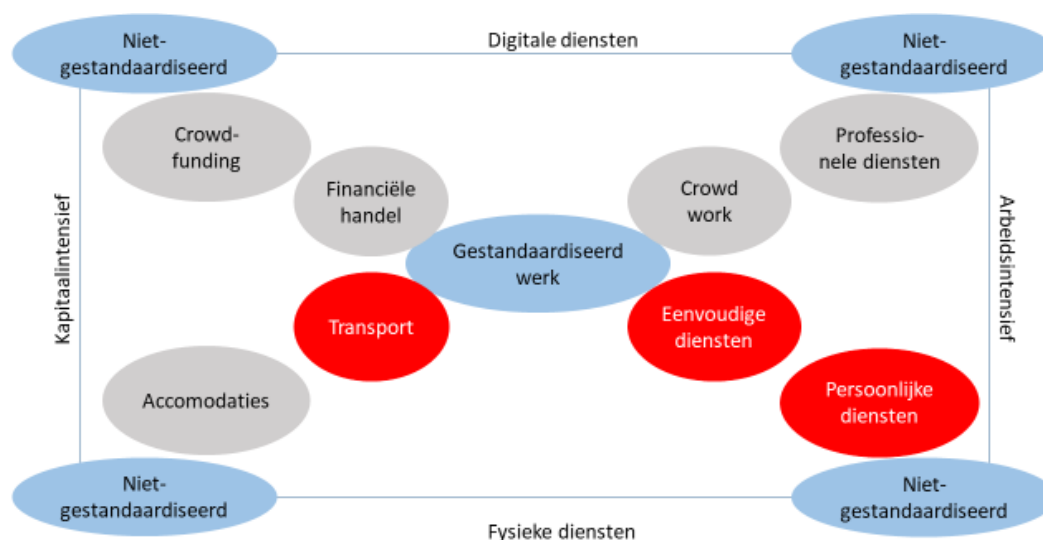 Niet-
gestandaardiseerd
Digitale diensten
Niet-
gestandaardiseerd
Crowd-
funding
Professio-
nele diensten
Financiële
handel
Crowd
work
Kapitaalintensief
Arbeidsintensief
Gestandaardiseerd
werk
Transport
Eenvoudige
diensten
Accomodaties
Persoonlijke
diensten
Niet-
gestandaardiseerd
Fysieke diensten
Niet-
gestandaardiseerd